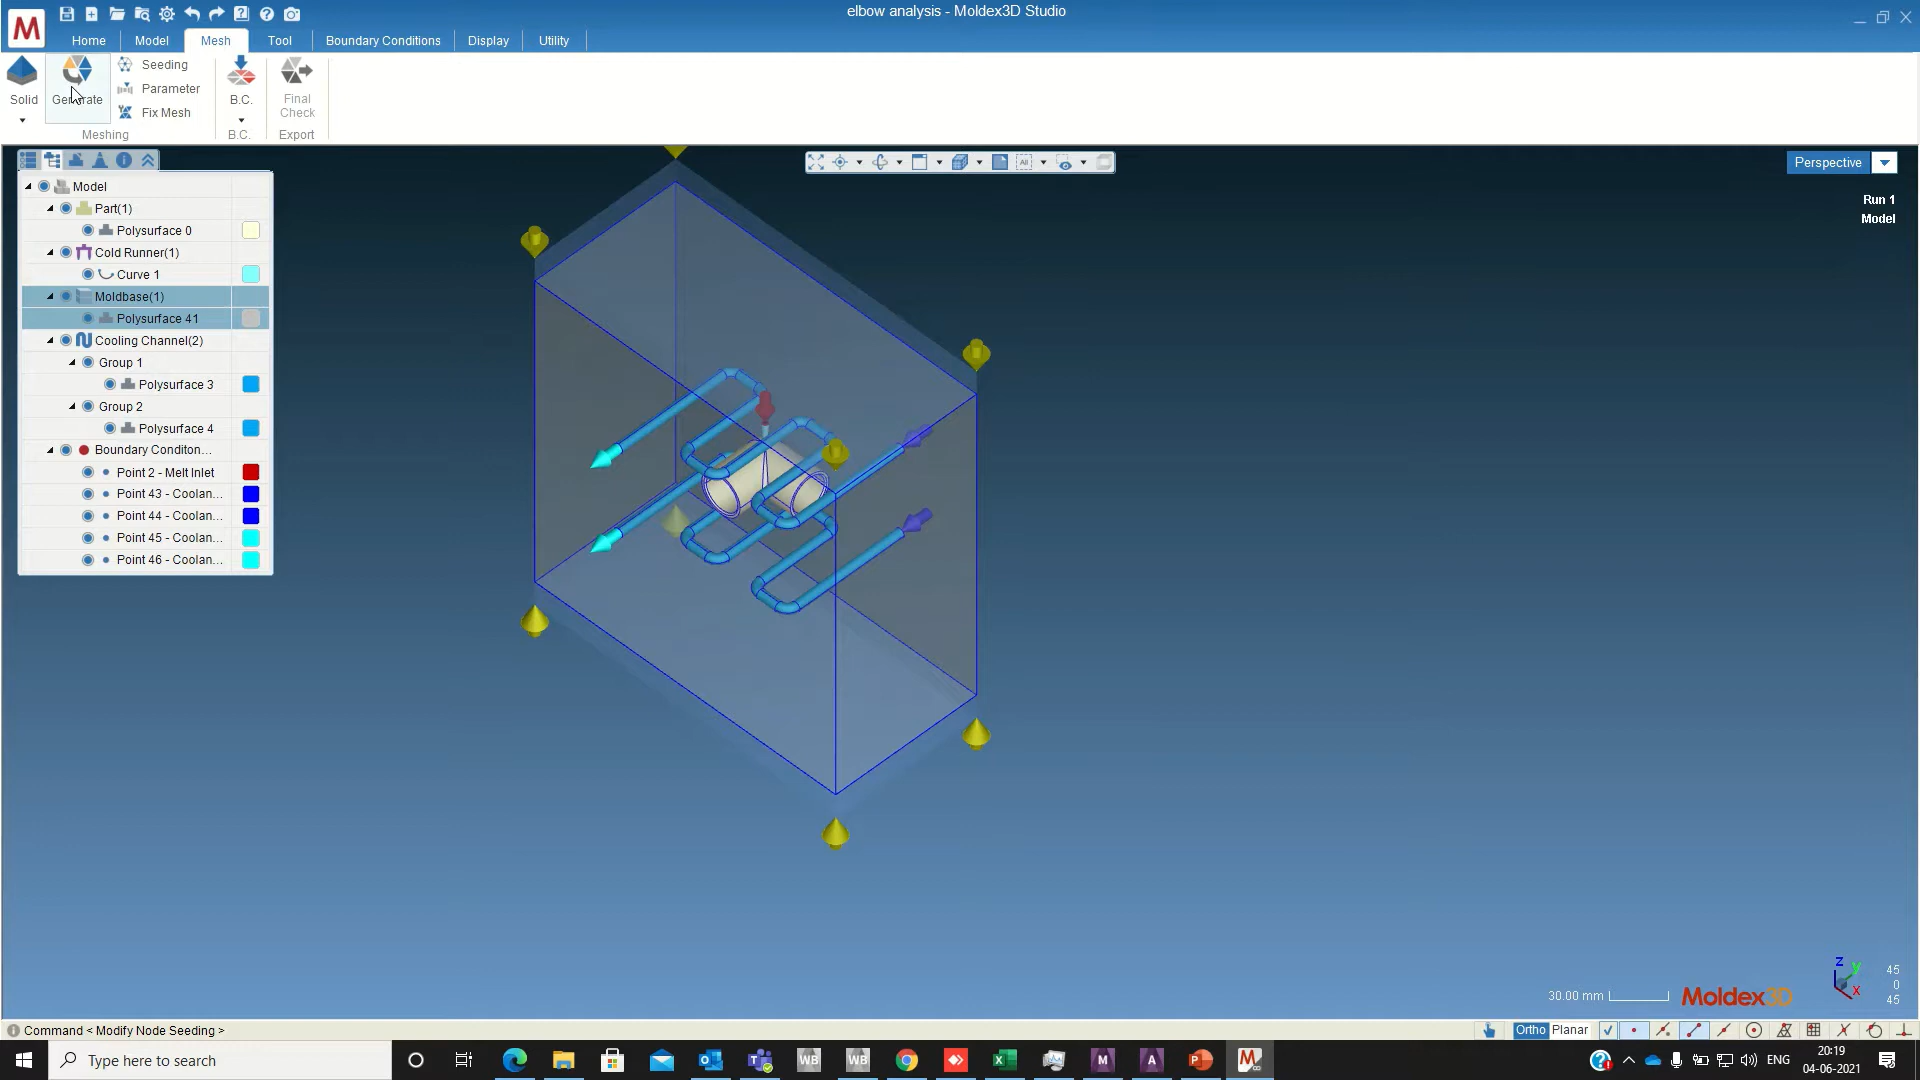 elbow analysis - Moldex3D Studio
M
Home Model Mesh Tool Boundary Conditions Display Utility
Solid
Generate
Seeding
Parameter
Fix Mesh
Meshing
B.C.
B.C.
Final
Check
Export
Perspective
Run 1
Model
Model
Part(1)
Polysurface 0
Cold Runner(1)
Curve 1
Moldbase(1)
Polysurface 41
Cooling Channel(2)
Group 1
Polysurface 3
Group 2
Polysurface 4
Boundary Conditon...
Point 2 - Melt Inlet
Point 43 - Coolan...
Point 44 - Coolan...
Point 45 - Coolan...
Point 46 - Coolan...
30.00 mm
Moldex3D
Z Y X
45
0
45
Command < Modify Node Seeding >
Ortho Planar
Type here to search
WB WB M A M
ENG
20:19
04-06-2021